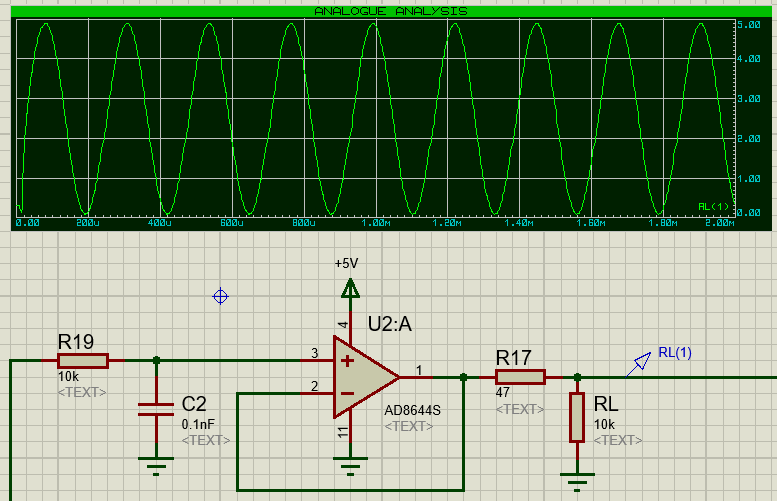 ANALOGUE ANALYSIS
5.00
4.00
3.00
2.00
1.00
RL(1)
0.00
0.00 200u 400u 600u 800u 1.00m 1.20m 1.40m 1.60m 1.80m 2.00m
+5V
4
U2:A
R19
10k
<TEXT>
3
2
1
R17
47
<TEXT>
RL(1)
C2
0.1nF
<TEXT>
11
AD8644S
<TEXT>
RL
10k
<TEXT>